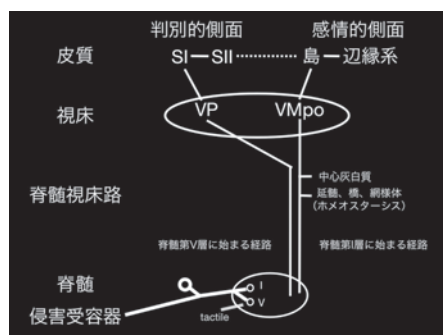 判別的側面 感情的側面
皮質 SI SII 島 辺縁系
視床 VP VMpo
中心灰白質
延髄、橋、網様体
(ホメオスターシス)
脊髄視床路
脊髄第V層に始まる経路 脊髄第I層に始まる経路
脊髄 I
V
侵害受容器 tactile